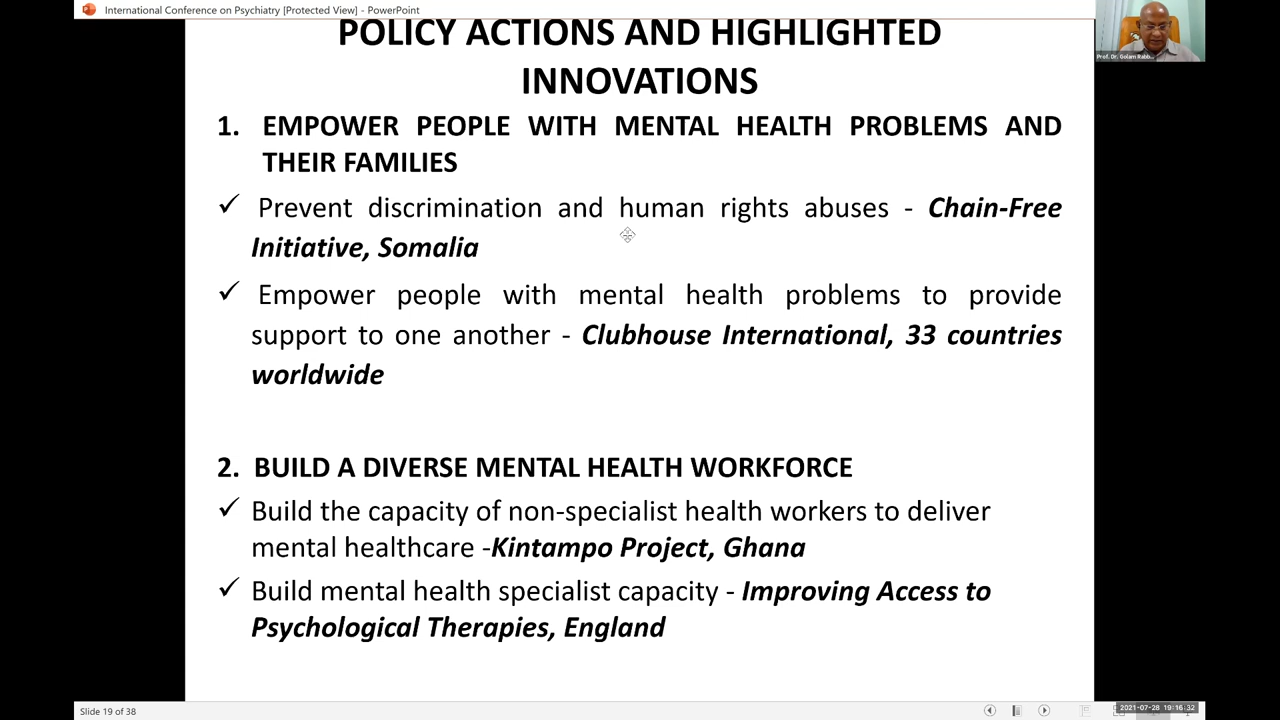 International Conference on Psychiatry [Protected View] - PowerPoint
Prof. Dr. Golam Rabb...
POLICY ACTIONS AND HIGHLIGHTED
INNOVATIONS
1. EMPOWER PEOPLE WITH MENTAL HEALTH PROBLEMS AND
THEIR FAMILIES
✓ Prevent discrimination and human rights abuses - Chain-Free
Initiative, Somalia
✓ Empower people with mental health problems to provide
support to one another - Clubhouse International, 33 countries
worldwide
2. BUILD A DIVERSE MENTAL HEALTH WORKFORCE
✓ Build the capacity of non-specialist health workers to deliver
mental healthcare -Kintampo Project, Ghana
✓ Build mental health specialist capacity - Improving Access to
Psychological Therapies, England
Slide 19 of 38
2021-07-28 19:16:32